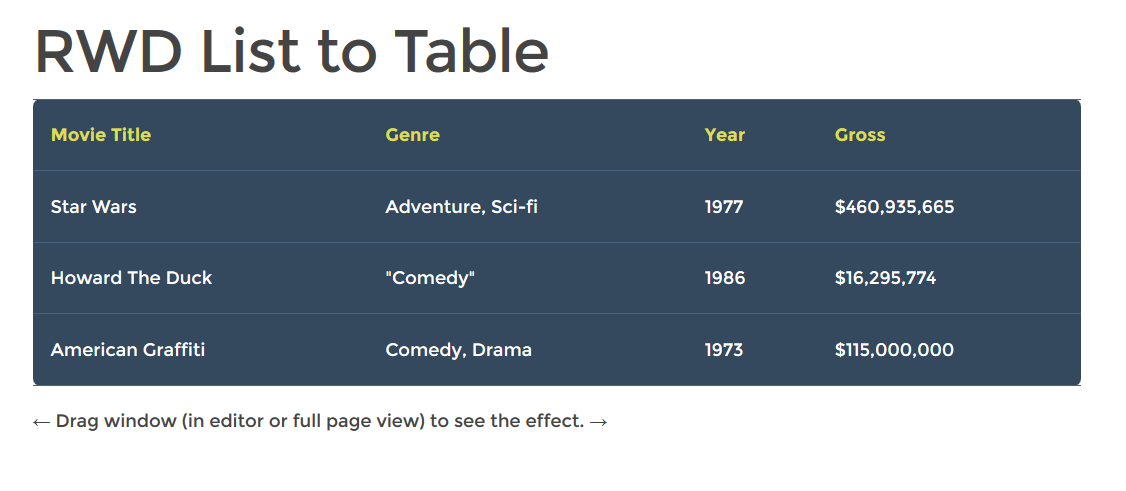 RWD List to Table
Movie Title Genre Year Gross
Star Wars Adventure, Sci-fi 1977 $460,935,665
Howard The Duck "Comedy" 1986 $16,295,774
American Graffiti Comedy, Drama 1973 $115,000,000
← Drag window (in editor or full page view) to see the effect. →